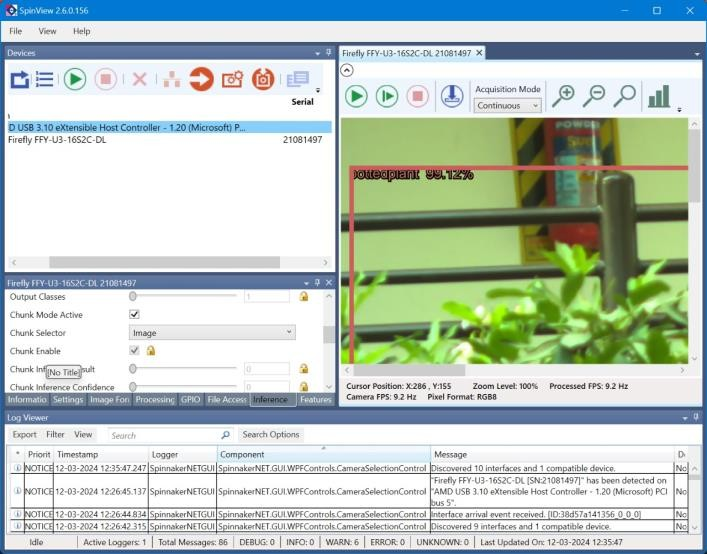 SpinView 2.6.0.156
File View Help
Devices
Serial
D USB 3.10 eXtensible Host Controller - 1.20 (Microsoft) P...
Firefly FFY-U3-16S2C-DL 21081497
Firefly FFY-U3-16S2C-DL 21081497
Output Classes 1
Chunk Mode Active
Chunk Selector Image
Chunk Enable
Chunk Inf sult 0
[No Title]
Chunk Inference Confidence 0
Informatio Settings Image For Processing GPIO File Access Inference Features
Firefly FFY-U3-16S2C-DL 21081497
Acquisition Mode
Continuous
POWDER
pottedplant 99.12%
Cursor Position: X:286 , Y:155 Zoom Level: 100% Processed FPS: 9.2 Hz
Camera FPS: 9.2 Hz Pixel Format: RGB8
Log Viewer
Export Filter View Search Search Options
* Priorit Timestamp Logger Component Message D
NOTICE 12-03-2024 12:35:47.247 SpinnakerNETGUI SpinnakerNET.GUI.WPFControls.CameraSelectionControl Discovered 10 interfaces and 1 compatible device. No
NOTICE 12-03-2024 12:26:45.137 SpinnakerNETGUI SpinnakerNET.GUI.WPFControls.CameraSelectionControl "Firefly FFY-U3-16S2C-DL [SN:21081497]" has been detected on "AMD USB 3.10 eXtensible Host Controller - 1.20 (Microsoft) PCI bus 5". No
NOTICE 12-03-2024 12:26:44.834 SpinnakerNETGUI SpinnakerNET.GUI.WPFControls.CameraSelectionControl Interface arrival event received. [ID:38d57a141356_0_0_0] No
NOTICE 12-03-2024 12:26:42.315 SpinnakerNETGUI SpinnakerNET.GUI.WPFControls.CameraSelectionControl Discovered 9 interfaces and 1 compatible device. No
Idle Active Loggers: 1 Total Messages: 86 DEBUG: 0 INFO: 0 WARN: 6 ERROR: 0 UNKNOWN: 0 Last Updated On: 12-03-2024 12:35:47